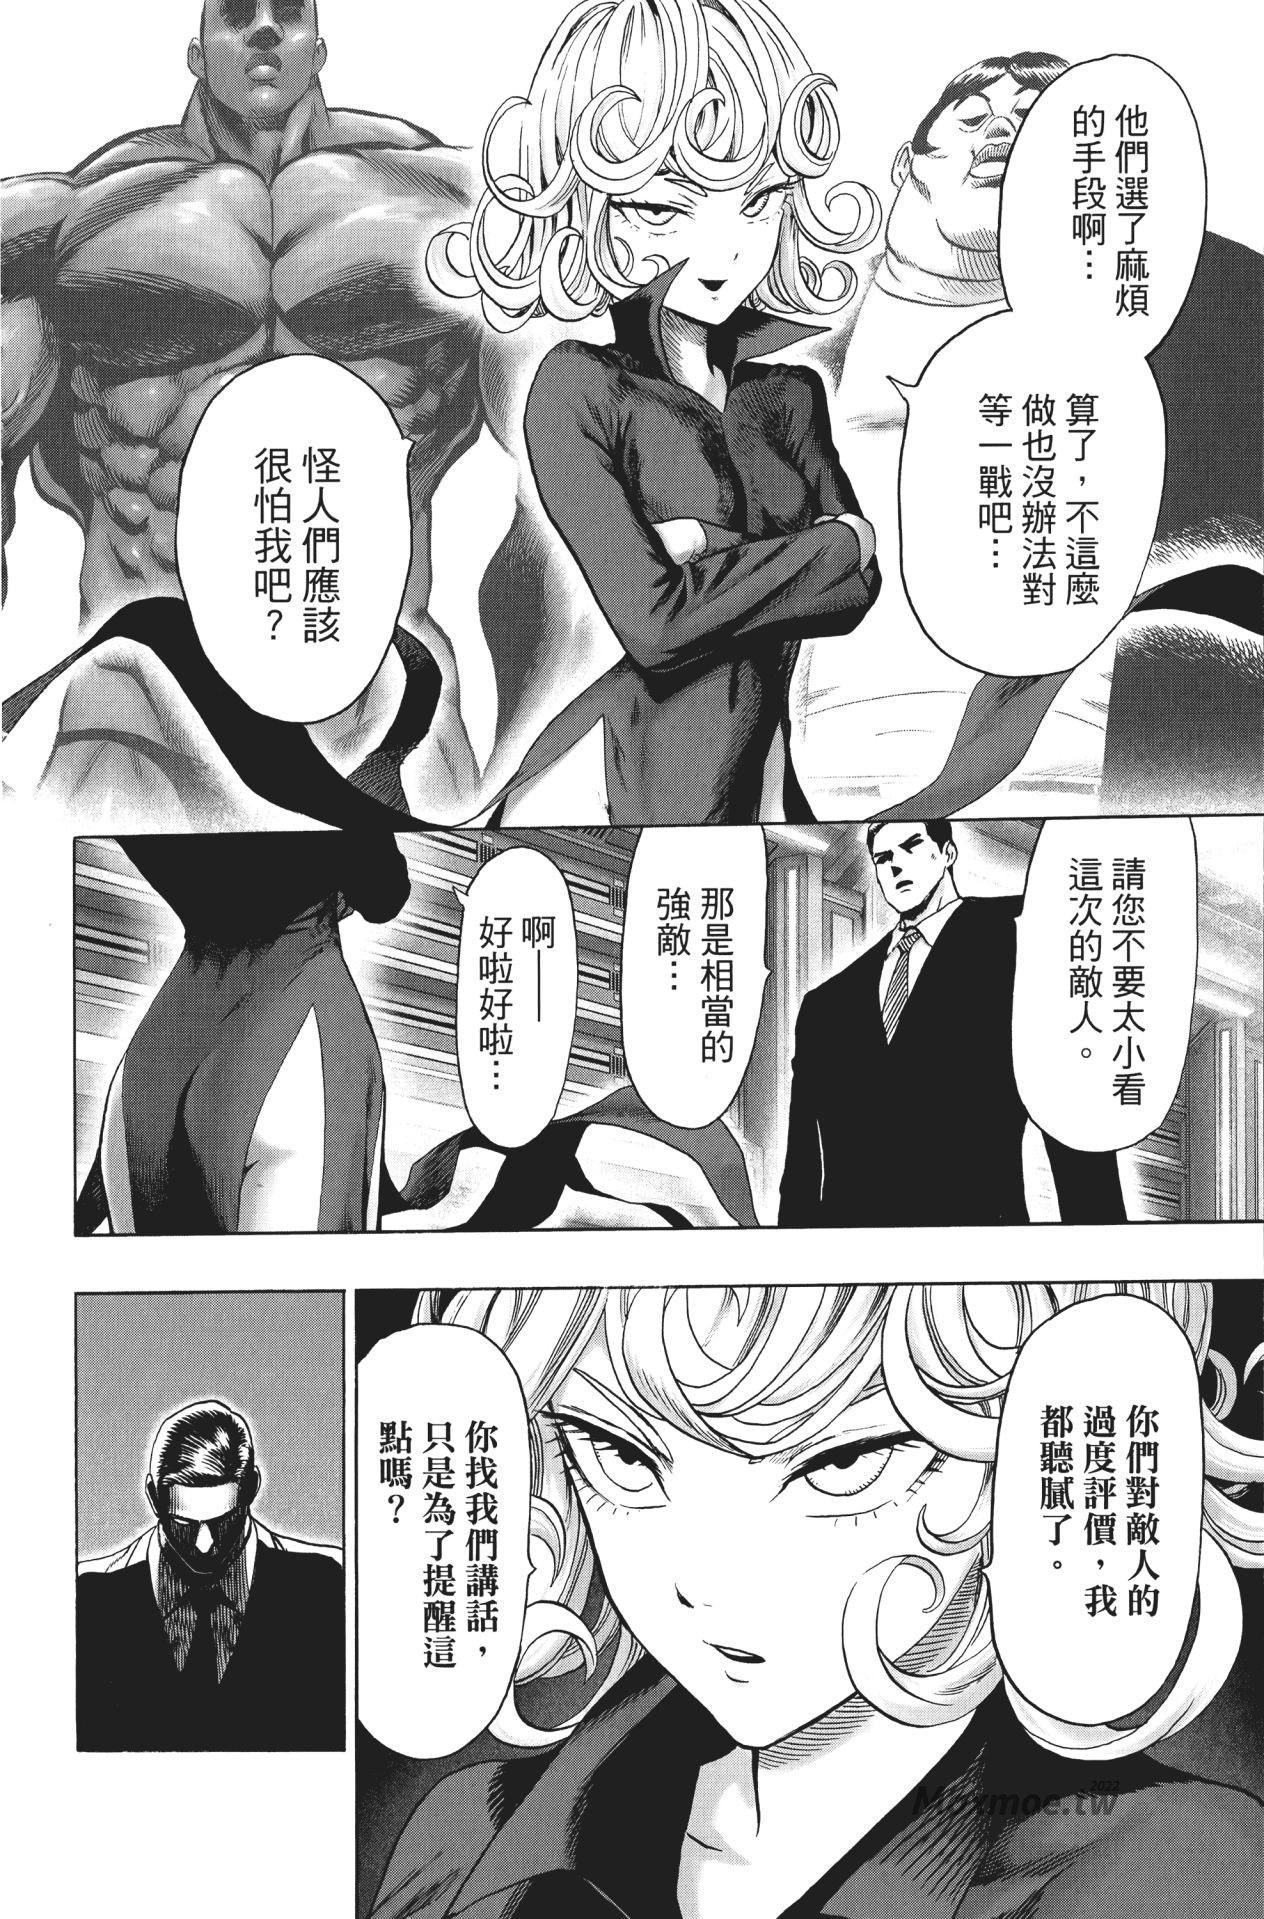 他們選了麻煩
的手段啊…
算了，不這麼
做也沒辦法對
等一戰吧…
怪人們應該
很怕我吧？
請您不要太小看
這次的敵人。
那是相當的
強敵…
啊──
好啦好啦…
你們對敵人的
過度評價，我
都聽膩了。
你找我們講話，
只是為了提醒這
點嗎？
2022
Moxmoe.tw